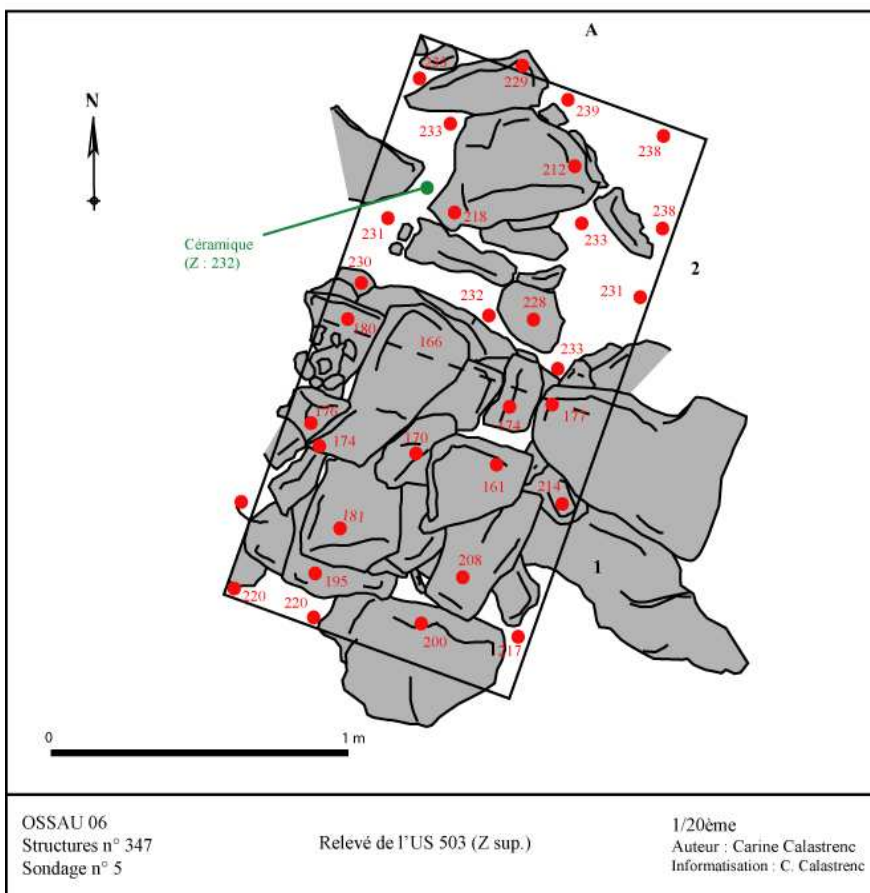 A
N
235
229
239
233
238
212
218
238
231
233
Céramique
(Z : 232)
2
230
231
232
228
180
166
233
176
174
177
174
170
161
214
181
208
1
195
220
220
200
217
0 1 m
OSSAU 06
Structures n° 347
Sondage n° 5
Relevé de l'US 503 (Z sup.)
1/20ème
Auteur : Carine Calastrenc
Informatisation : C. Calastrenc